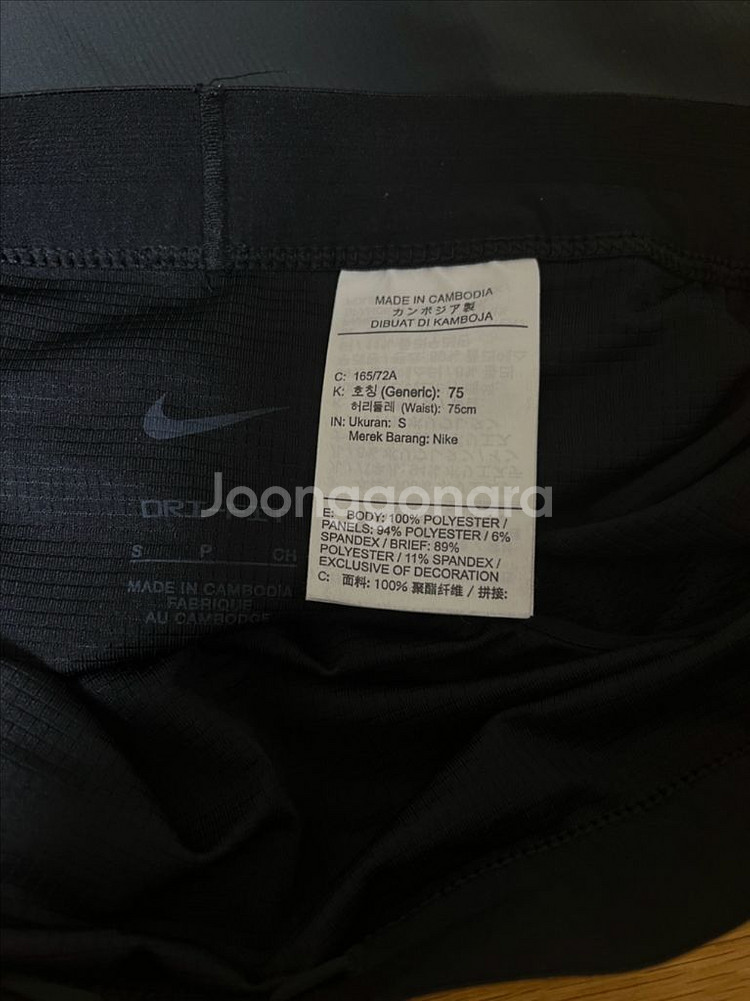 MADE IN CAMBODIA
カンボジア製
DIBUAT DI KAMBOJA
C: 165/72A
K: 호칭 (Generic): 75
허리둘레 (Waist): 75cm
IN: Ukuran: S
Merek Barang: Nike
Joonggonara
E: BODY: 100% POLYESTER /
PANELS: 94% POLYESTER / 6%
SPANDEX / BRIEF: 89%
POLYESTER / 11% SPANDEX /
EXCLUSIVE OF DECORATION
C: 面料: 100% 聚酯纤维 / 拼接:
S P CH
MADE IN CAMBODIA
FABRIQUE
AU CAMBODGE